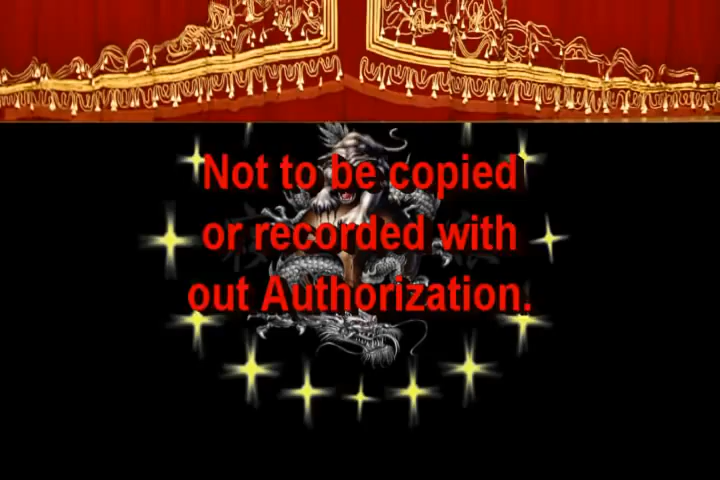 Not to be copied
or recorded with
out Authorization.